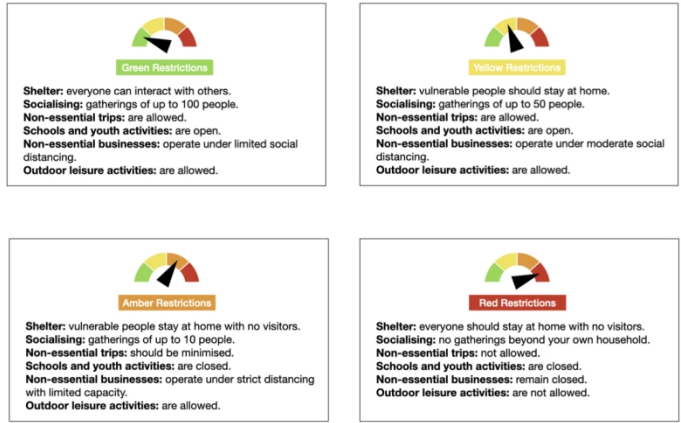 Green Restrictions
Shelter: everyone can interact with others.
Socialising: gatherings of up to 100 people.
Non-essential trips: are allowed.
Schools and youth activities: are open.
Non-essential businesses: operate under limited social
distancing.
Outdoor leisure activities: are allowed.
Yellow Restrictions
Shelter: vulnerable people should stay at home.
Socialising: gatherings of up to 50 people.
Non-essential trips: are allowed.
Schools and youth activities: are open.
Non-essential businesses: operate under moderate social
distancing.
Outdoor leisure activities: are allowed.
Amber Restrictions
Shelter: vulnerable people stay at home with no visitors.
Socialising: gatherings of up to 10 people.
Non-essential trips: should be minimised.
Schools and youth activities: are closed.
Non-essential businesses: operate under strict distancing
with limited capacity.
Outdoor leisure activities: are allowed.
Red Restrictions
Shelter: everyone should stay at home with no visitors.
Socialising: no gatherings beyond your own household.
Non-essential trips: not allowed.
Schools and youth activities: are closed.
Non-essential businesses: remain closed.
Outdoor leisure activities: are not allowed.